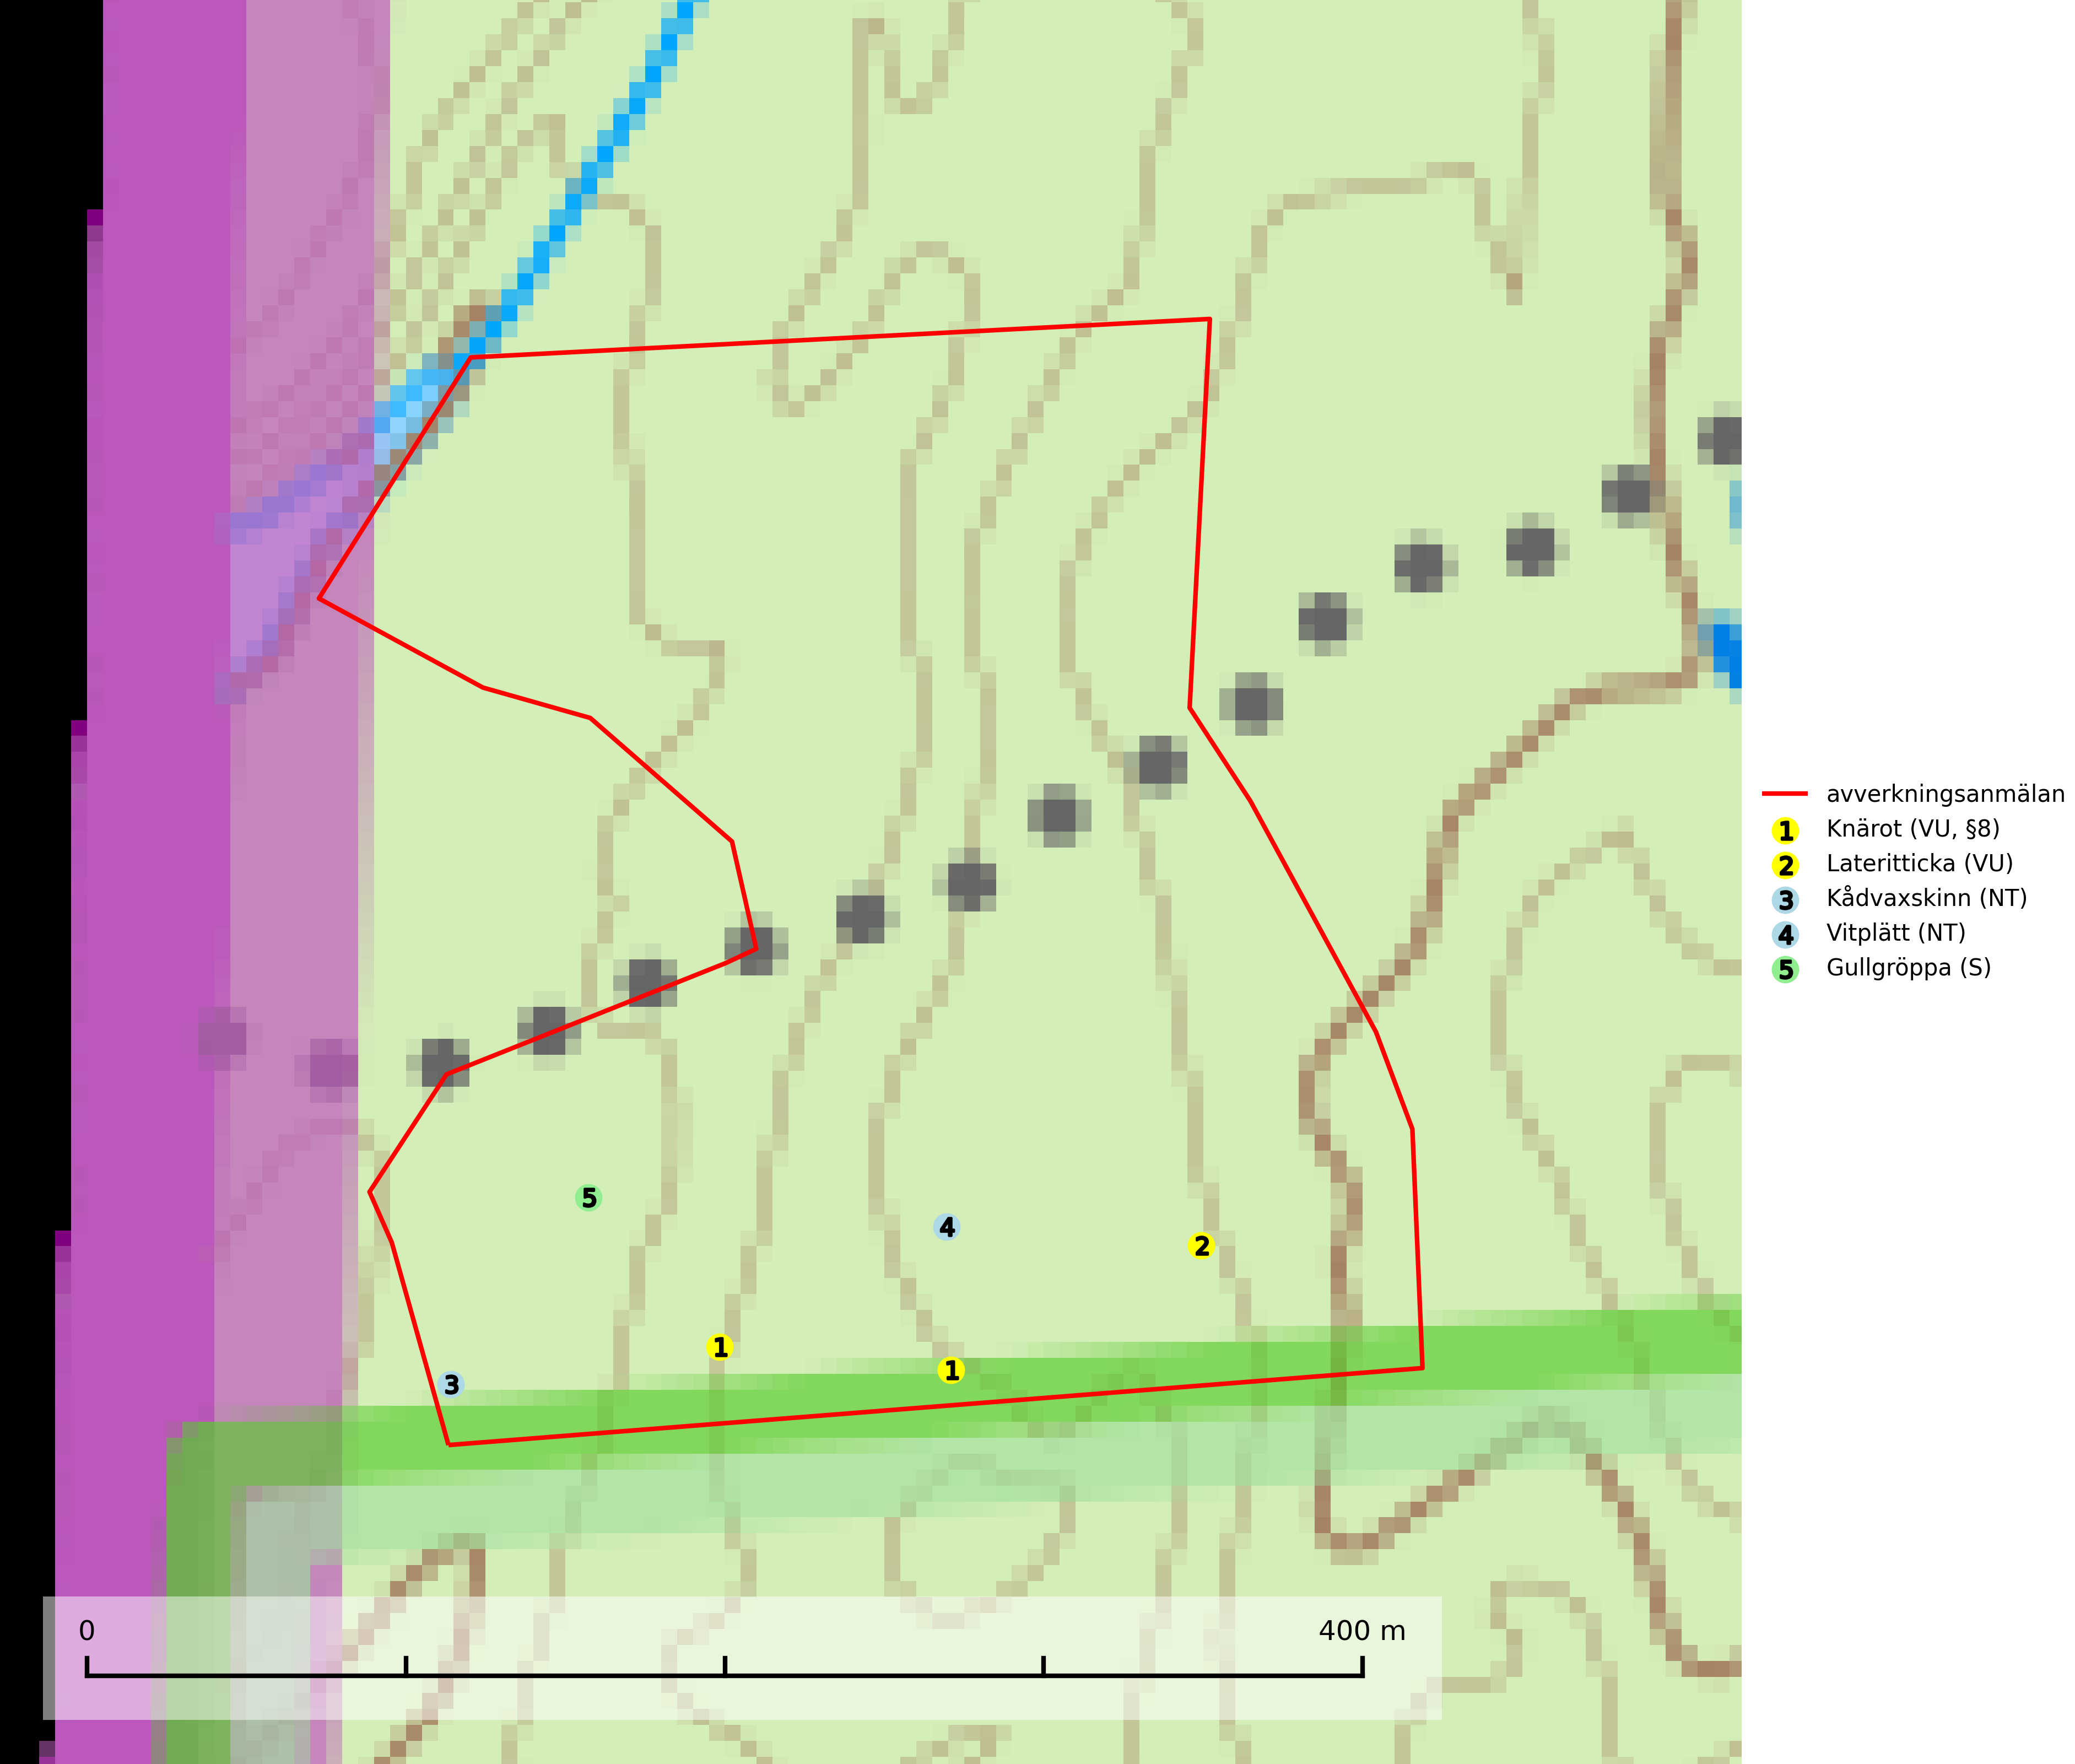 avverkningsanmälan
1 Knärot (VU, §8)
2 Lateritticka (VU)
3 Kådvaxskinn (NT)
4 Vitplätt (NT)
5 Gullgröppa (S)
5
4
2
1
1
3
0 400 m